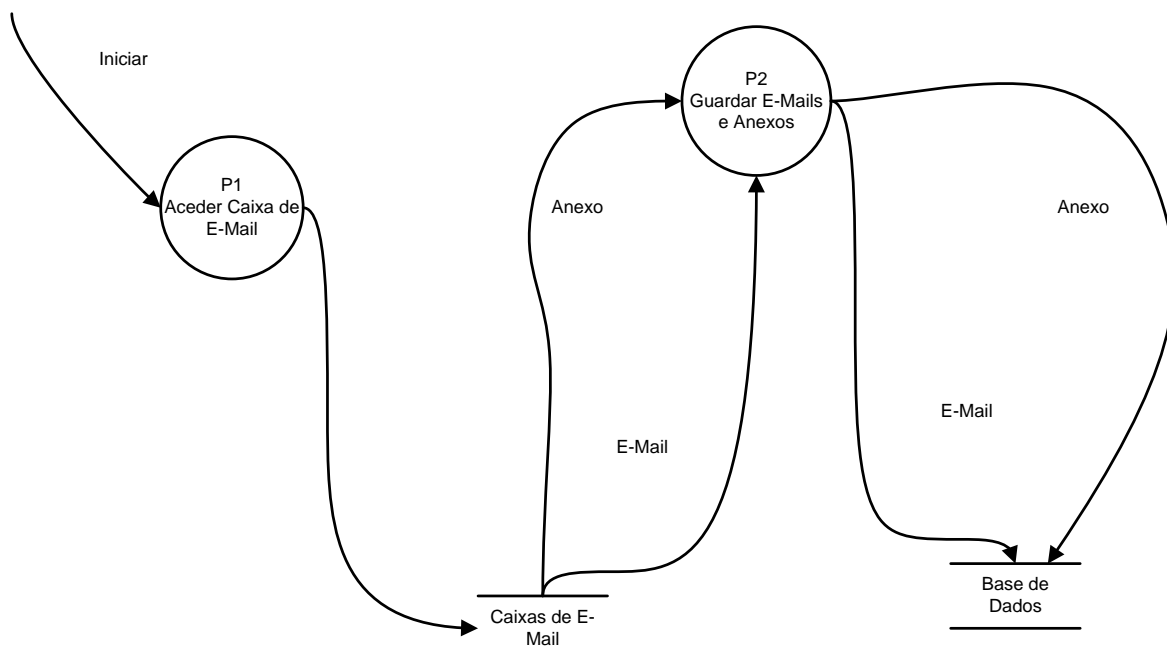 Iniciar
P1
Aceder Caixa de
E-Mail
P2
Guardar E-Mails
e Anexos
Anexo
E-Mail
Anexo
E-Mail
Caixas de E-
Mail
Base de
Dados